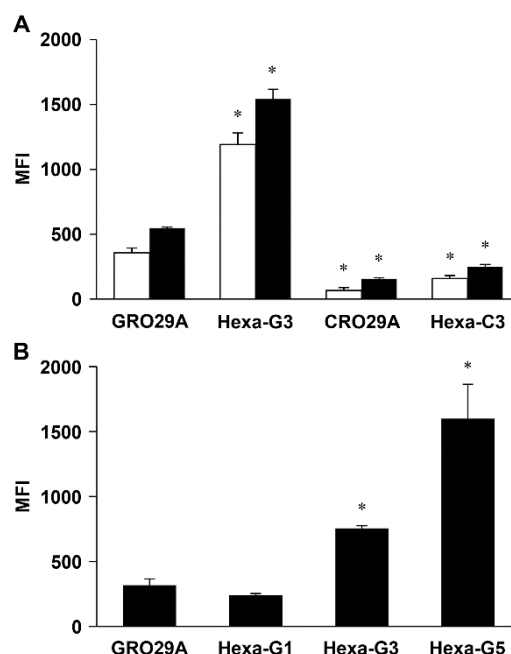 A
2000
1500
1000
500
0
MFI
* * * * * *
GRO29A Hexa-G3 CRO29A Hexa-C3
B
2000
1500
1000
500
0
MFI
* *
GRO29A Hexa-G1 Hexa-G3 Hexa-G5